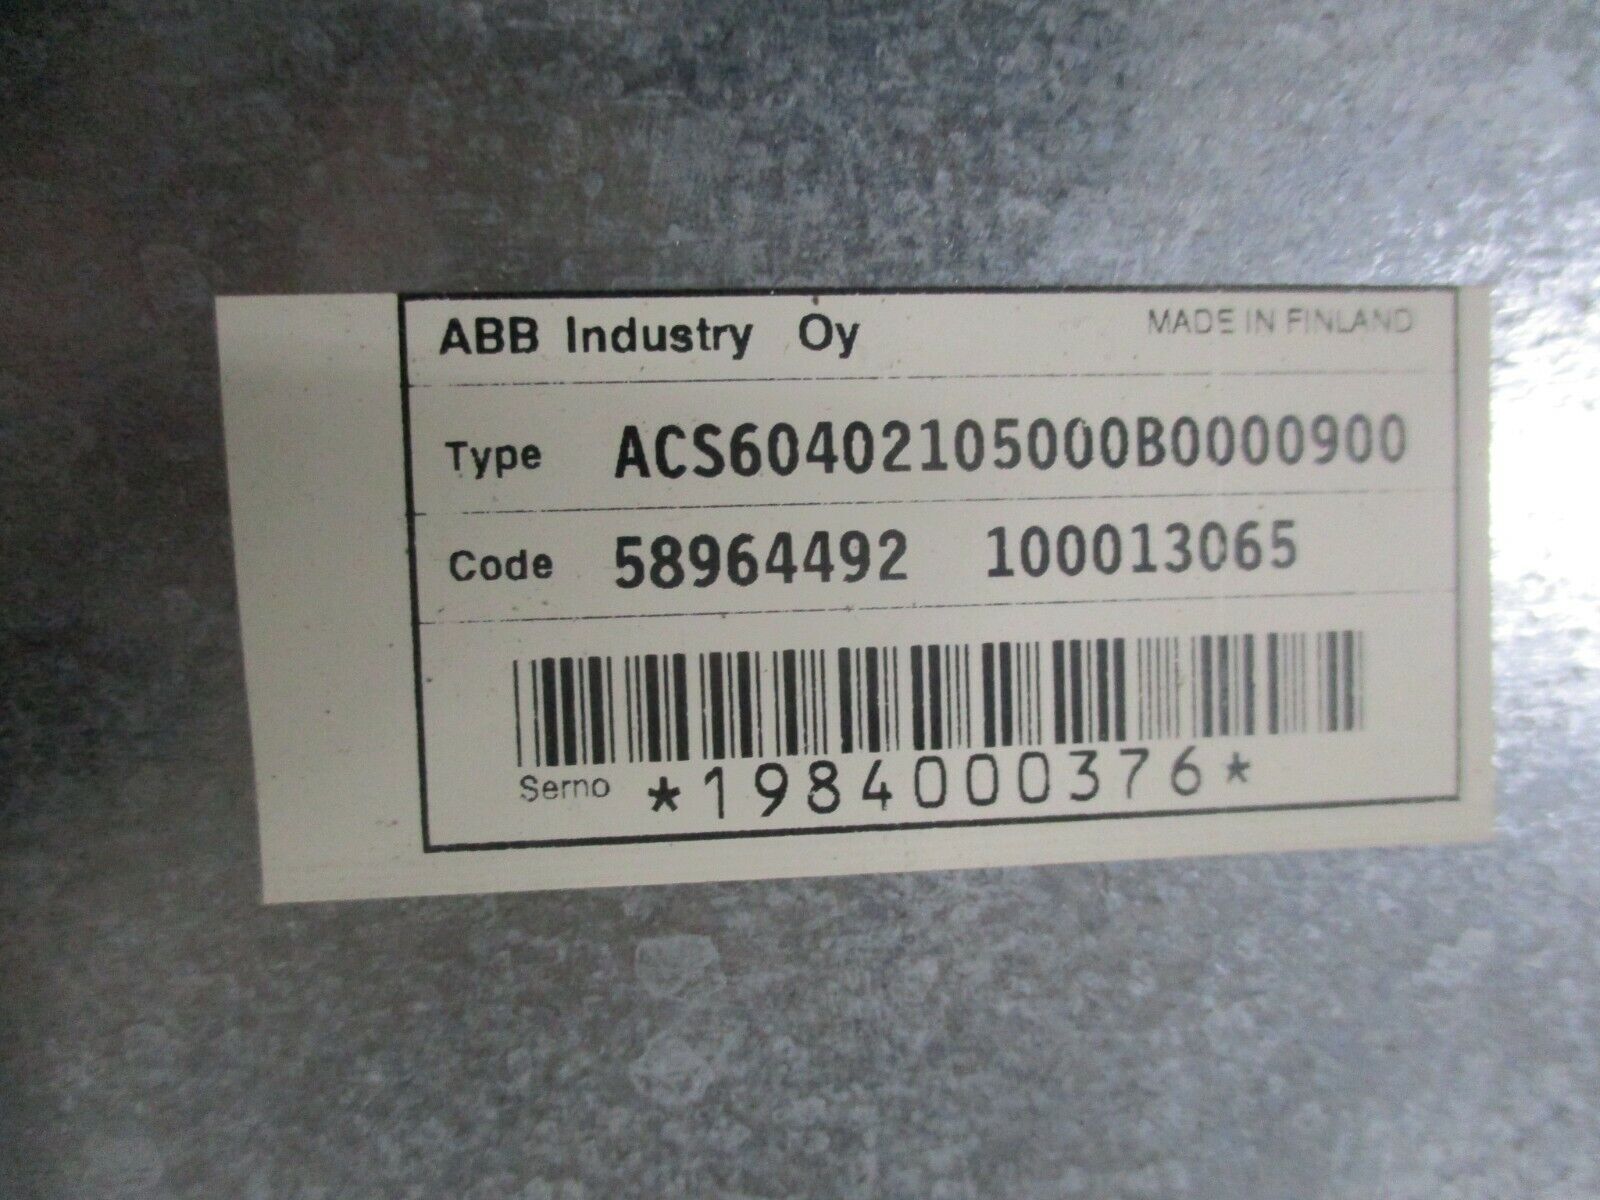 ABB Industry Oy MADE IN FINLAND
Type ACS60402105000B0000900
Code 58964492 100013065
Serno *1984000376*